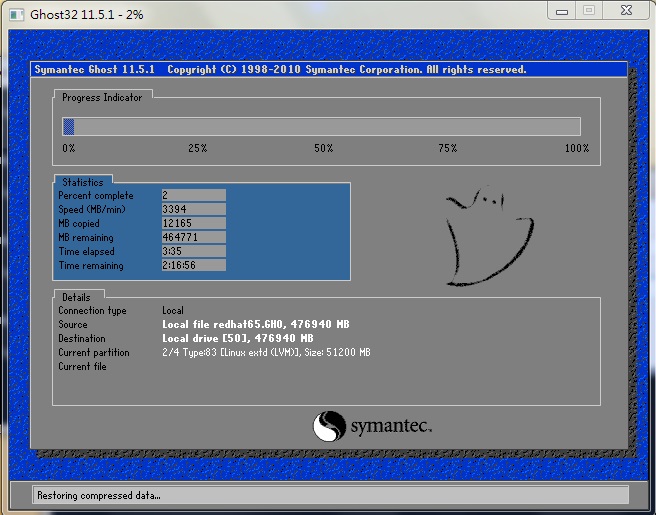 Ghost32 11.5.1 - 2%
Symantec Ghost 11.5.1 Copyright (C) 1998-2010 Symantec Corporation. All rights reserved.
Progress Indicator
0% 25% 50% 75% 100%
Statistics
Percent complete 2
Speed (MB/min) 3394
MB copied 12165
MB remaining 464771
Time elapsed 3:35
Time remaining 2:16:56
Details
Connection type Local
Source Local file redhat65.GHO, 476940 MB
Destination Local drive [50], 476940 MB
Current partition 2/4 Type:83 [Linux extd (LVM)], Size: 51200 MB
Current file
symantec.
Restoring compressed data...